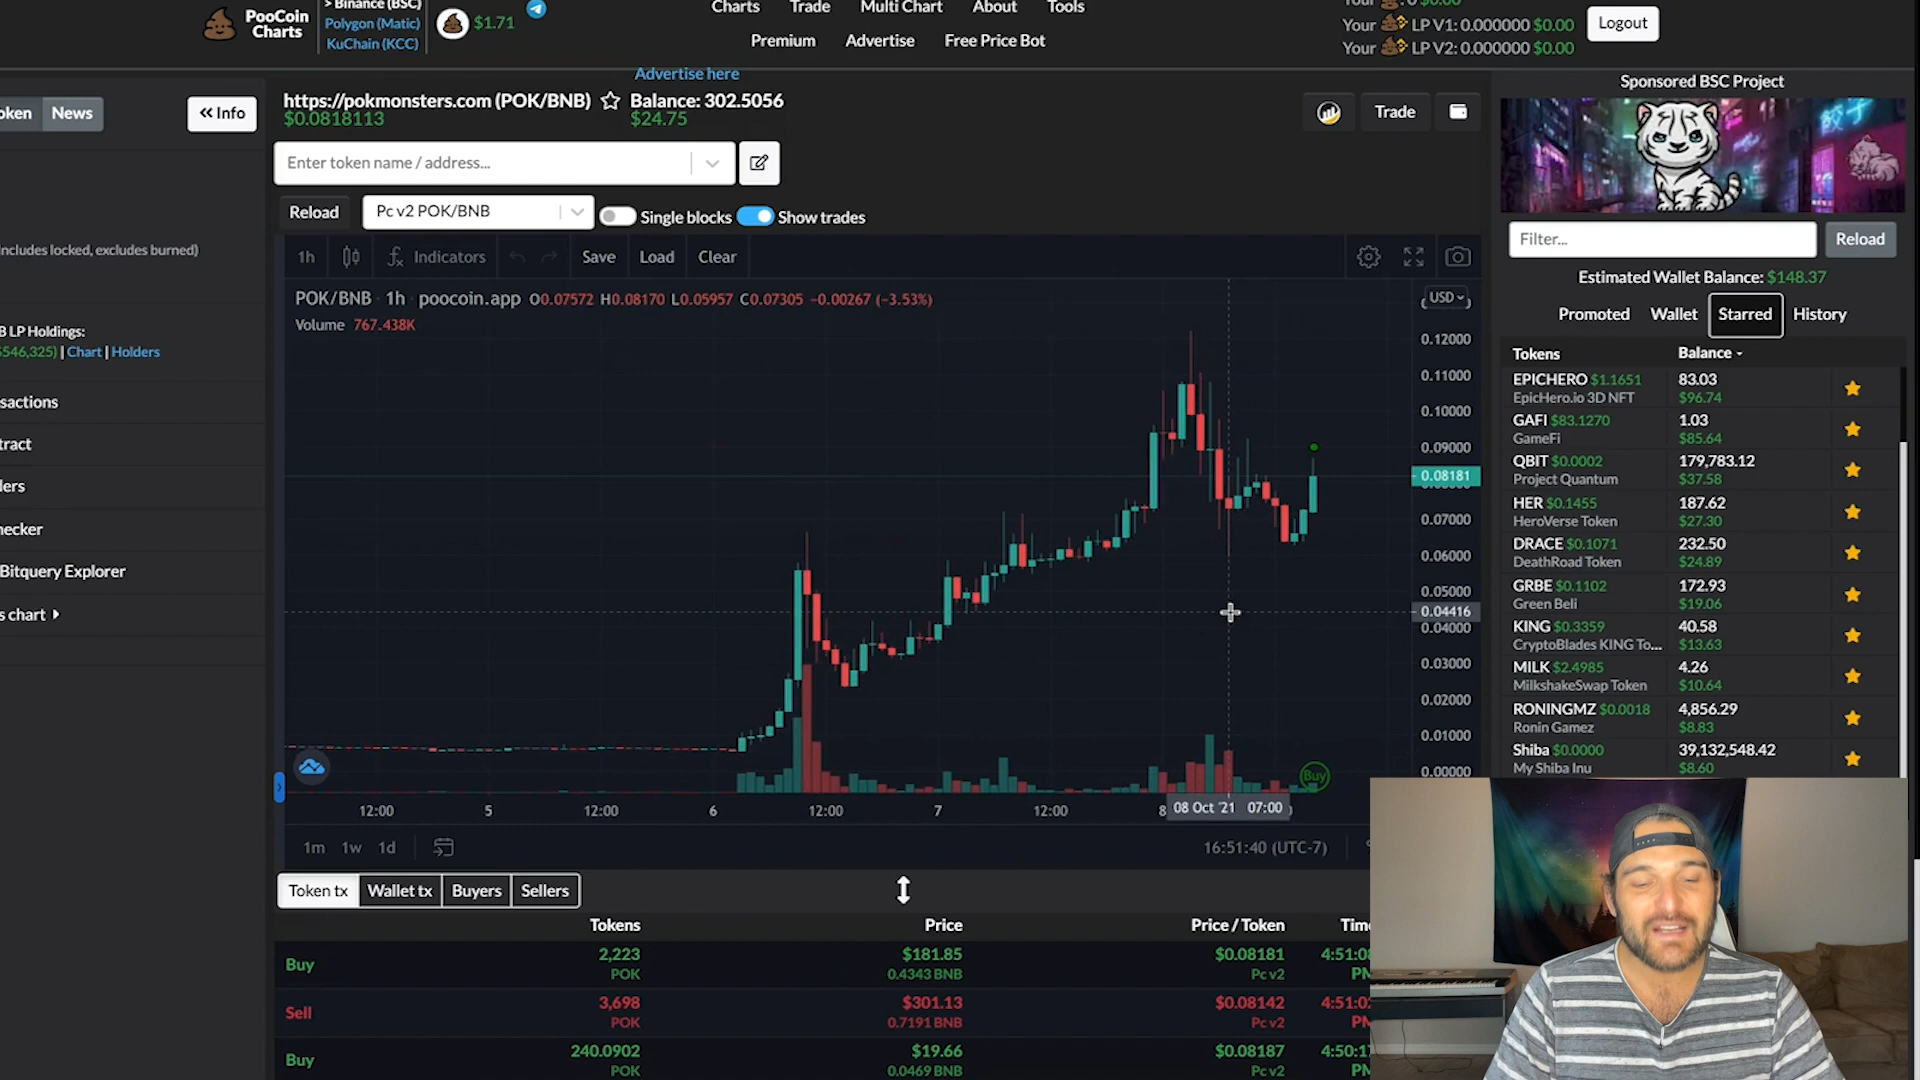 PooCoin
Charts
> Binance (BSC)
Polygon (Matic)
KuChain (KCC)
$1.71
Charts
Trade
Multi Chart
About
Tools
Premium
Advertise
Free Price Bot
Your
Your LP V1: 0.000000 $0.00
Your LP V2: 0.000000 $0.00
Logout
Advertise here
News
Info
https://pokmonsters.com (POK/BNB)
$0.0818113
Balance: 302.5056
$24.75
Trade
Enter token name / address...
Reload
Pc v2 POK/BNB
Single blocks
Show trades
1h
Indicators
Save
Load
Clear
POK/BNB 1h poocoin.app O0.07572 H0.08170 L0.05957 C0.07305 -0.00267 (-3.53%)
Volume 767.438K
USD
0.12000
0.11000
0.10000
0.09000
0.08181
0.07000
0.06000
0.05000
0.04416
0.04000
0.03000
0.02000
0.01000
0.00000
Buy
12:00
5
12:00
6
12:00
7
12:00
8
08 Oct '21 07:00
1m
1w
1d
16:51:40 (UTC-7)
ncludes locked, excludes burned)
B LP Holdings:
$546,325) | Chart | Holders
sactions
tract
ders
hecker
Bitquery Explorer
s chart
Token tx
Wallet tx
Buyers
Sellers
Tokens
Price
Price / Token
Time
Buy
2,223
POK
$181.85
0.4343 BNB
$0.08181
Pc v2
4:51:08
PM
Sell
3,698
POK
$301.13
0.7191 BNB
$0.08142
Pc v2
4:51:02
PM
Buy
240.0902
POK
$19.66
0.0469 BNB
$0.08187
Pc v2
4:50:17
PM
Sponsored BSC Project
Filter...
Reload
Estimated Wallet Balance: $148.37
Promoted
Wallet
Starred
History
Tokens
Balance
EPICHERO $1.1651
EpicHero.io 3D NFT
83.03
$96.74
GAFI $83.1270
GameFi
1.03
$85.64
QBIT $0.0002
Project Quantum
179,783.12
$37.58
HER $0.1455
HeroVerse Token
187.62
$27.30
DRACE $0.1071
DeathRoad Token
232.50
$24.89
GRBE $0.1102
Green Beli
172.93
$19.06
KING $0.3359
CryptoBlades KING To...
40.58
$13.63
MILK $2.4985
MilkshakeSwap Token
4.26
$10.64
RONINGMZ $0.0018
Ronin Gamez
4,856.29
$8.83
Shiba $0.0000
My Shiba Inu
39,132,548.42
$8.60